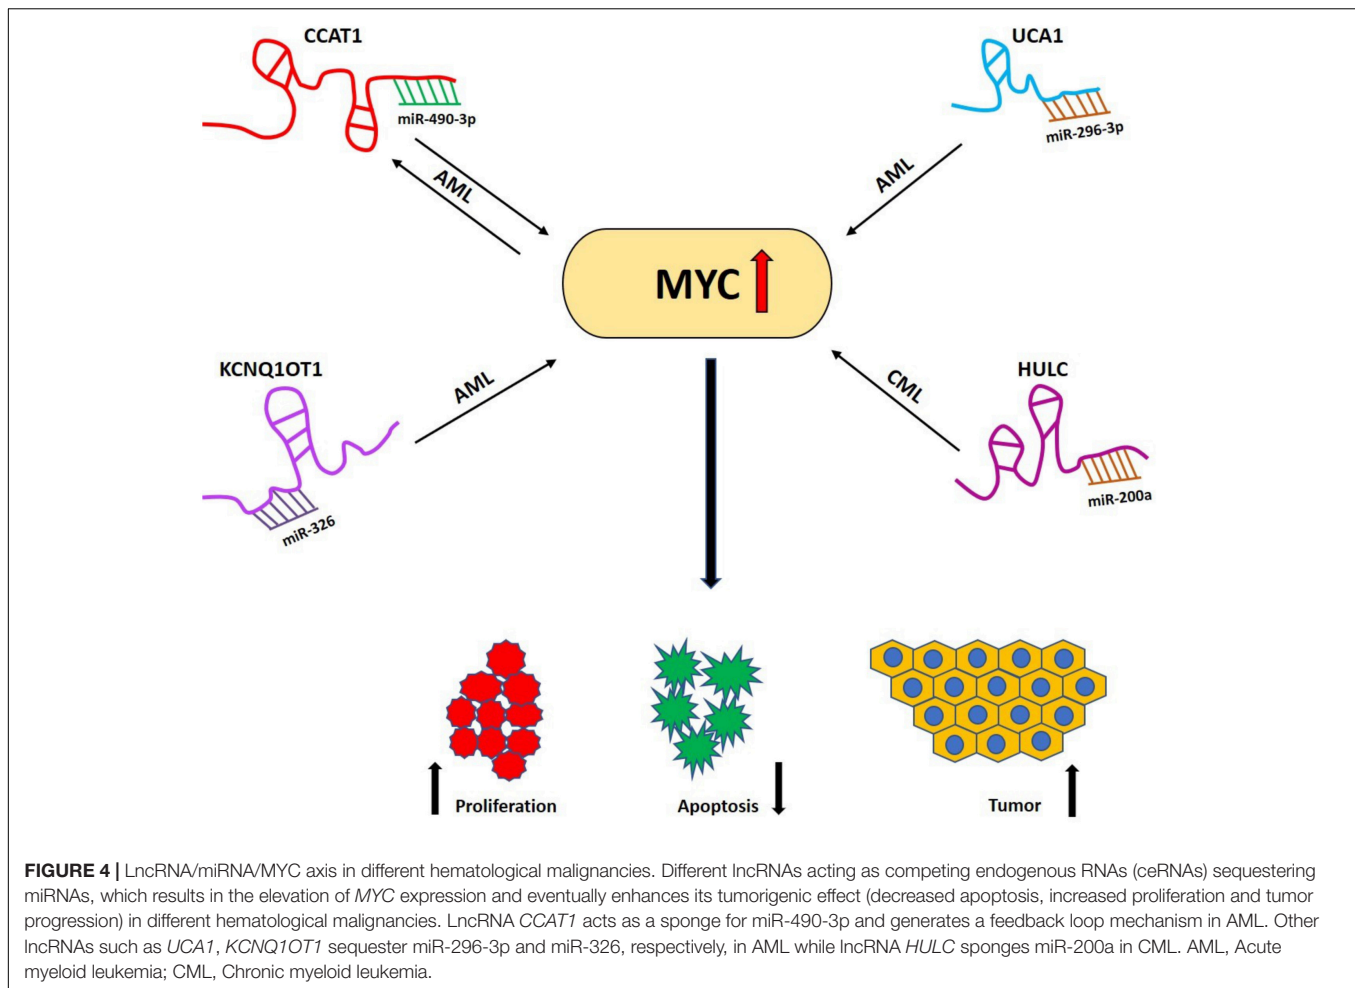 CCAT1
UCA1
miR-490-3p
miR-296-3p
AML
AML
MYC
KCNQ1OT1
HULC
AML
CML
miR-326
miR-200a
Proliferation
Apoptosis
Tumor
FIGURE 4 | LncRNA/miRNA/MYC axis in different hematological malignancies. Different lncRNAs acting as competing endogenous RNAs (ceRNAs) sequestering
miRNAs, which results in the elevation of MYC expression and eventually enhances its tumorigenic effect (decreased apoptosis, increased proliferation and tumor
progression) in different hematological malignancies. LncRNA CCAT1 acts as a sponge for miR-490-3p and generates a feedback loop mechanism in AML. Other
lncRNAs such as UCA1, KCNQ1OT1 sequester miR-296-3p and miR-326, respectively, in AML while lncRNA HULC sponges miR-200a in CML. AML, Acute
myeloid leukemia; CML, Chronic myeloid leukemia.